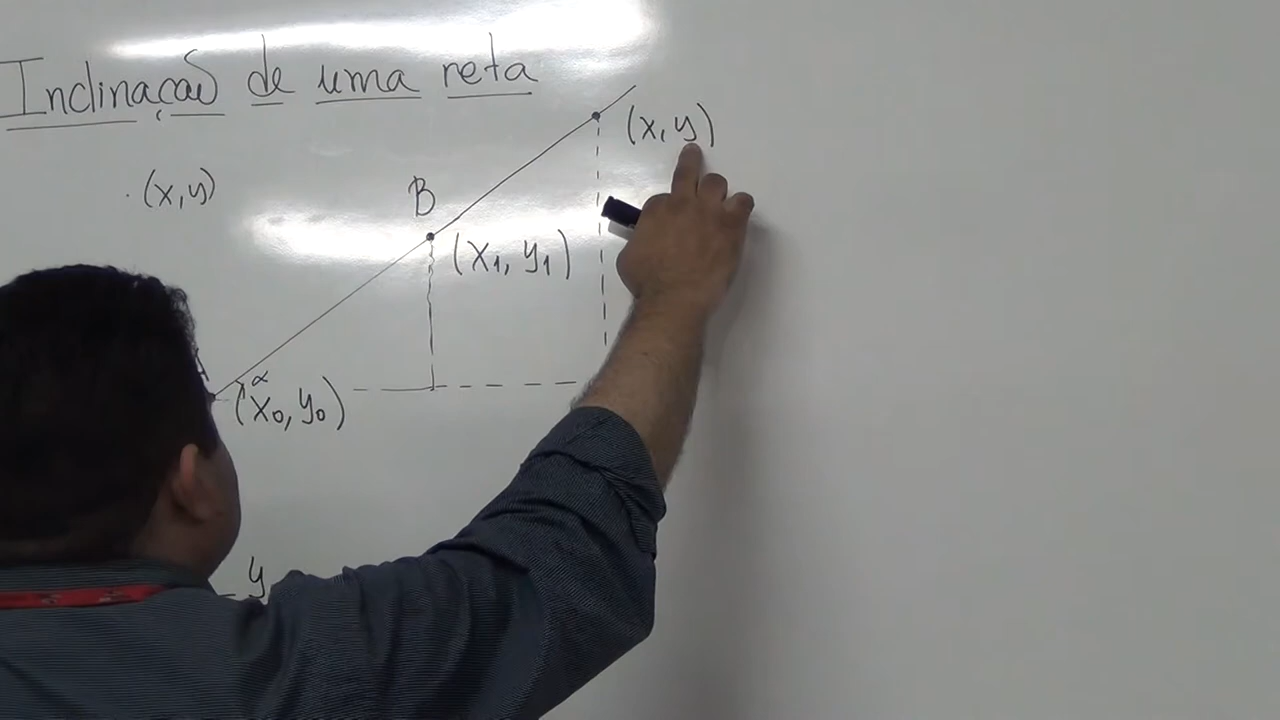 Inclinação de uma reta
(x, y)
(x, y)
B
(x₁, y₁)
α
(x₀, y₀)
y